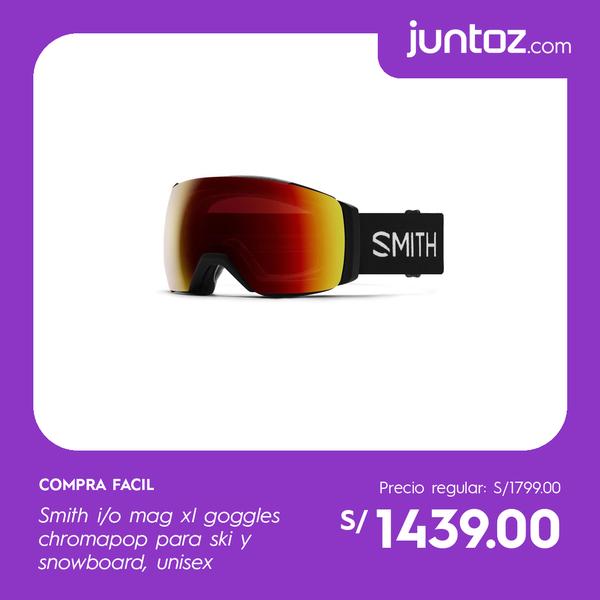 juntoz.com
SMITH
COMPRA FACIL
Smith i/o mag xl goggles
chromapop para ski y
snowboard, unisex
Precio regular: S/1799.00
S/1439.00